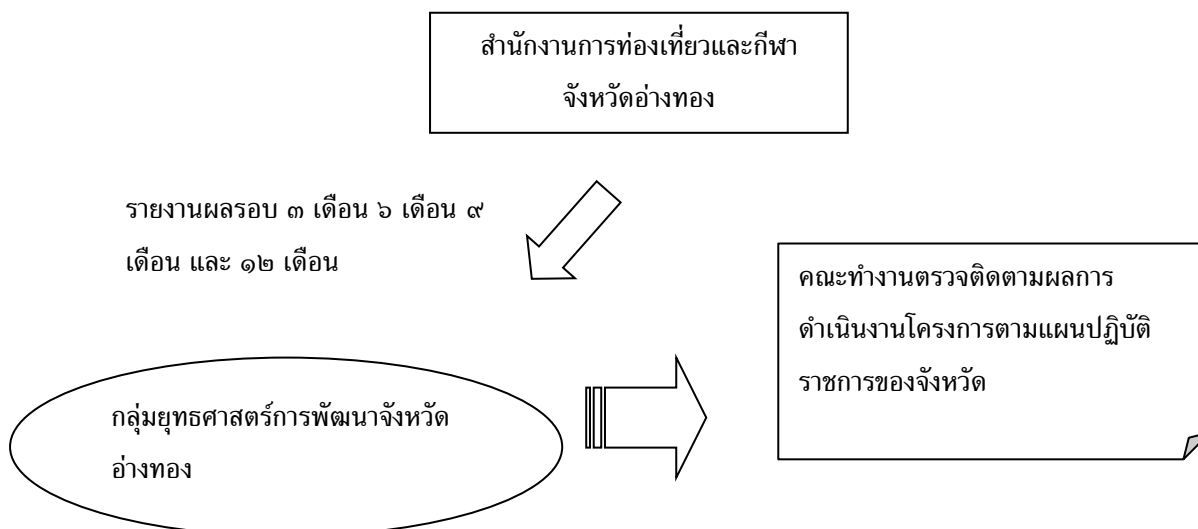 สำนักงานการท่องเที่ยวและกีฬา
จังหวัดอ่างทอง
รายงานผลรอบ ๓ เดือน ๖ เดือน ๙
เดือน และ ๑๒ เดือน
คณะทำงานตรวจติดตามผลการ
ดำเนินงานโครงการตามแผนปฏิบัติ
ราชการของจังหวัด
กลุ่มยุทธศาสตร์การพัฒนาจังหวัด
อ่างทอง